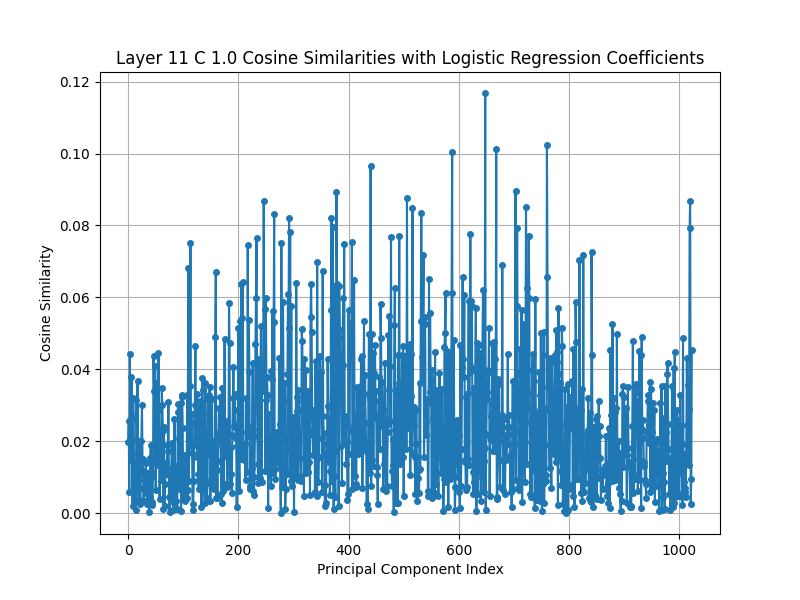 Layer 11 C 1.0 Cosine Similarities with Logistic Regression Coefficients
0.12
0.10
0.08
0.06
0.04
0.02
0.00
Cosine Similarity
0 200 400 600 800 1000
Principal Component Index